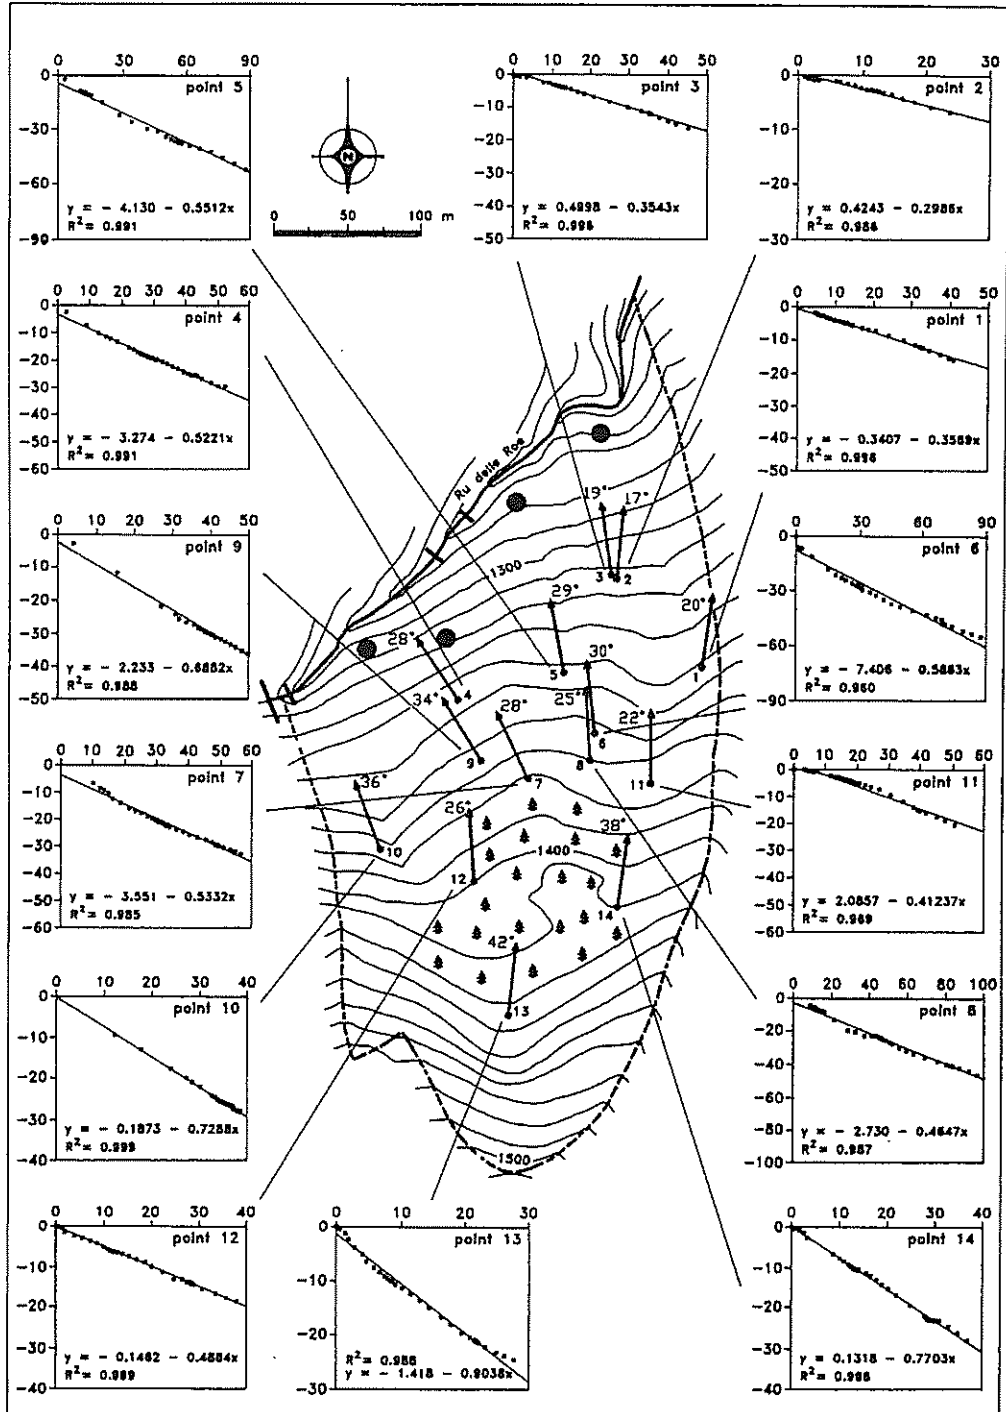 0 30 60 90
point 5
0
-30
-60
-90
y = - 4.130 - 0.5512x
R2= 0.991
N
0 50 100 m
0 10 20 30 40 50
point 3
0
-10
-20
-30
-40
-50
y = 0.4998 - 0.3543x
R2= 0.998
0 10 20 30
point 2
0
-10
-20
-30
y = 0.4243 - 0.2986x
R2= 0.986
0 10 20 30 40 50 60
point 4
0
-10
-20
-30
-40
-50
-60
y = - 3.274 - 0.5221x
R2= 0.991
0 10 20 30 40 50
point 1
0
-10
-20
-30
-40
-50
y = - 0.3407 - 0.3589x
R2= 0.996
0 10 20 30 40 50
point 9
0
-10
-20
-30
-40
-50
y = - 2.233 - 0.6882x
R2= 0.988
0 30 60 90
point 6
0
-30
-60
-90
y = - 7.406 - 0.5883x
R2= 0.960
0 10 20 30 40 50 60
point 7
0
-10
-20
-30
-40
-50
-60
y = - 3.551 - 0.5332x
R2= 0.985
0 10 20 30 40 50 60
point 11
0
-10
-20
-30
-40
-50
-60
y = 2.0857 - 0.41237x
R2= 0.969
0 10 20 30 40
point 10
0
-10
-20
-30
-40
y = - 0.1873 - 0.7288x
R2= 0.999
0 20 40 60 80 100
point 8
0
-20
-40
-60
-80
-100
y = - 2.730 - 0.4647x
R2= 0.987
0 10 20 30 40
point 12
0
-10
-20
-30
-40
y = - 0.1462 - 0.4884x
R2= 0.999
0 10 20 30
point 13
0
-10
-20
-30
R2= 0.988
y = - 1.418 - 0.9038x
0 10 20 30 40
point 14
0
-10
-20
-30
-40
y = 0.1318 - 0.7703x
R2= 0.998
Ru delle Roe
19° 17°
1300
3 2
29°
20°
28°
30°
5
1
34°
4
28°
25°
22°
6
9
7
8
11
36°
26°
38°
10
1400
12
14
42°
13
1500